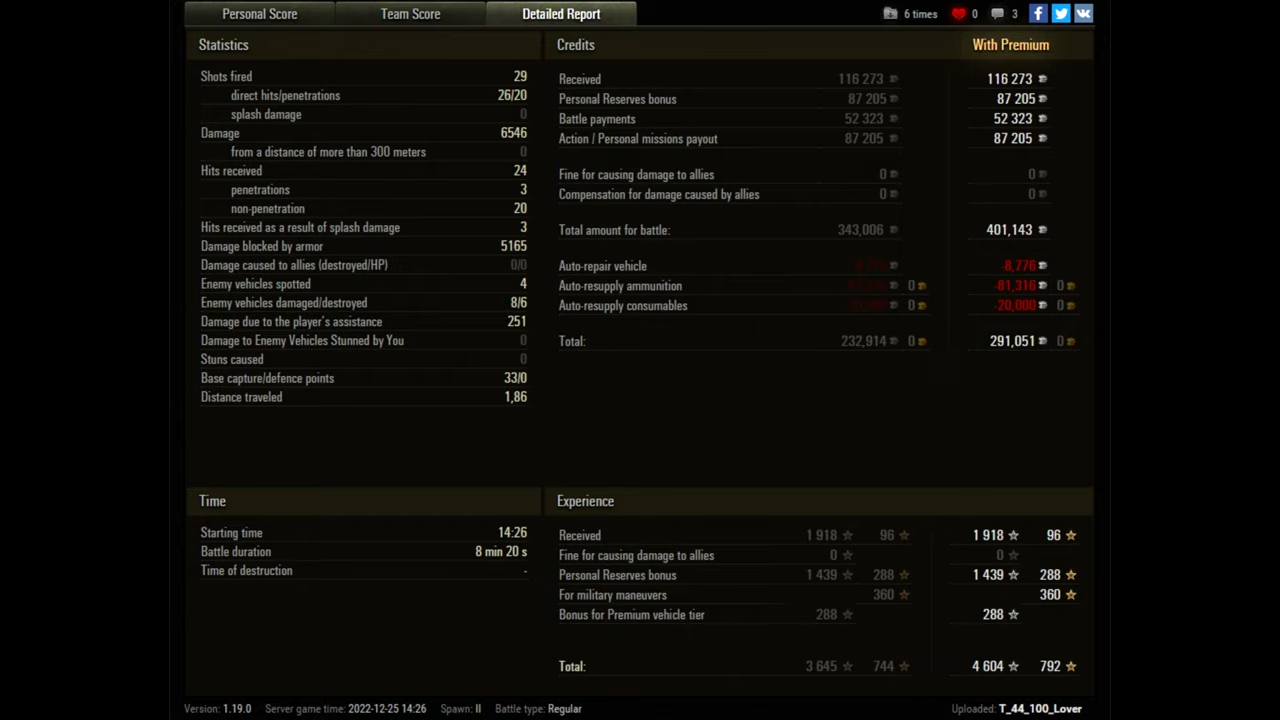 Personal Score Team Score Detailed Report 6 times 0 3
Statistics
Shots fired 29
direct hits/penetrations 26/20
splash damage 0
Damage 6546
from a distance of more than 300 meters 0
Hits received 24
penetrations 3
non-penetration 20
Hits received as a result of splash damage 3
Damage blocked by armor 5165
Damage caused to allies (destroyed/HP) 0/0
Enemy vehicles spotted 4
Enemy vehicles damaged/destroyed 8/6
Damage due to the player's assistance 251
Damage to Enemy Vehicles Stunned by You 0
Stuns caused 0
Base capture/defence points 33/0
Distance traveled 1,86
Credits With Premium
Received 116 273 116 273
Personal Reserves bonus 87 205 87 205
Battle payments 52 323 52 323
Action / Personal missions payout 87 205 87 205
Fine for causing damage to allies 0 0
Compensation for damage caused by allies 0 0
Total amount for battle: 343,006 401,143
Auto-repair vehicle -8,776
Auto-resupply ammunition 0 -81,316 0
Auto-resupply consumables 0 -20,000 0
Total: 232,914 0 291,051 0
Time
Starting time 14:26
Battle duration 8 min 20 s
Time of destruction -
Experience
Received 1 918 96 1 918 96
Fine for causing damage to allies 0 0
Personal Reserves bonus 1 439 288 1 439 288
For military maneuvers 360 360
Bonus for Premium vehicle tier 288 288
Total: 3 645 744 4 604 792
Version: 1.19.0 Server game time: 2022-12-25 14:26 Spawn: II Battle type: Regular Uploaded: T_44_100_Lover